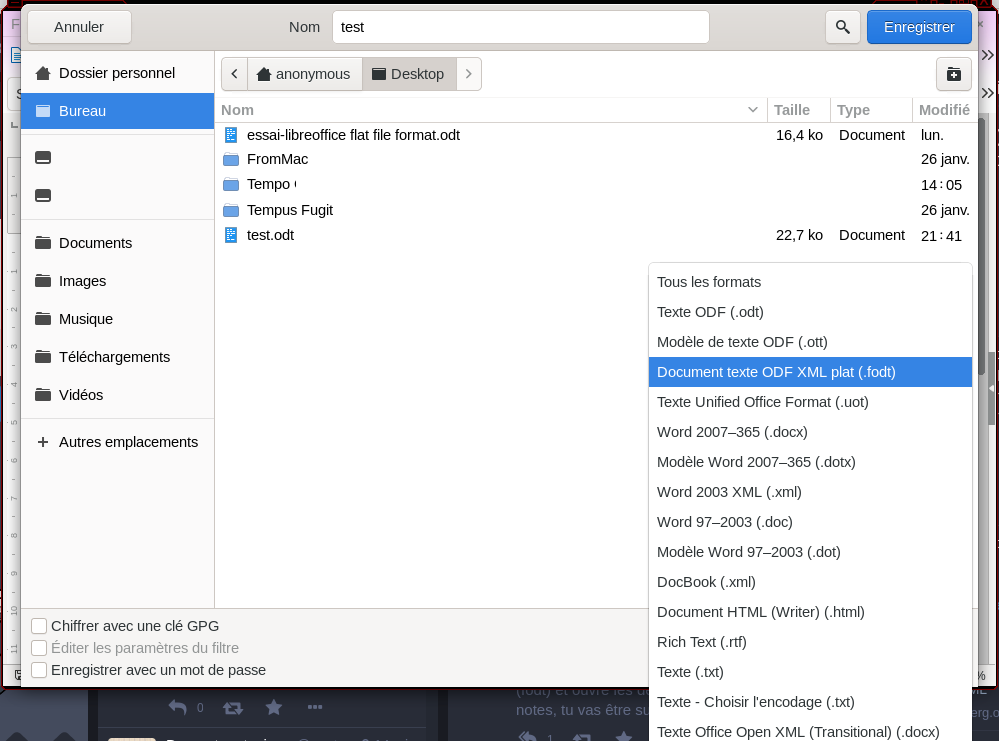 Annuler
Nom
test
Enregistrer
Dossier personnel
Bureau
Documents
Images
Musique
Téléchargements
Vidéos
Autres emplacements
anonymous
Desktop
Nom Taille Type Modifié
essai-libreoffice flat file format.odt 16,4 ko Document lun.
FromMac 26 janv.
Tempo 14:05
Tempus Fugit 26 janv.
test.odt 22,7 ko Document 21:41
Tous les formats
Texte ODF (.odt)
Modèle de texte ODF (.ott)
Document texte ODF XML plat (.fodt)
Texte Unified Office Format (.uot)
Word 2007–365 (.docx)
Modèle Word 2007–365 (.dotx)
Word 2003 XML (.xml)
Word 97–2003 (.doc)
Modèle Word 97–2003 (.dot)
DocBook (.xml)
Document HTML (Writer) (.html)
Rich Text (.rtf)
Texte (.txt)
Texte - Choisir l'encodage (.txt)
Texte Office Open XML (Transitional) (.docx)
Chiffrer avec une clé GPG
Éditer les paramètres du filtre
Enregistrer avec un mot de passe
0
(fodt) et ouvre les
notes, tu vas être
1